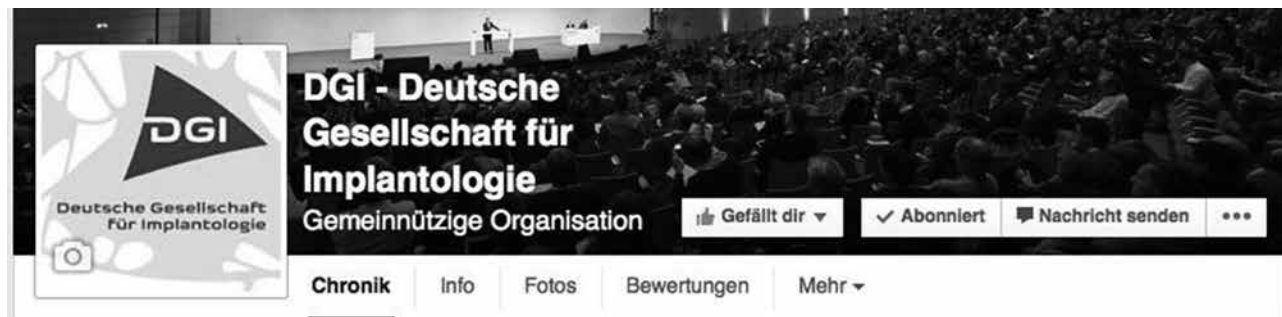 DGI
Deutsche Gesellschaft
für Implantologie
DGI - Deutsche
Gesellschaft für
Implantologie
Gemeinnützige Organisation
Gefällt dir
Abonniert
Nachricht senden
Chronik
Info
Fotos
Bewertungen
Mehr